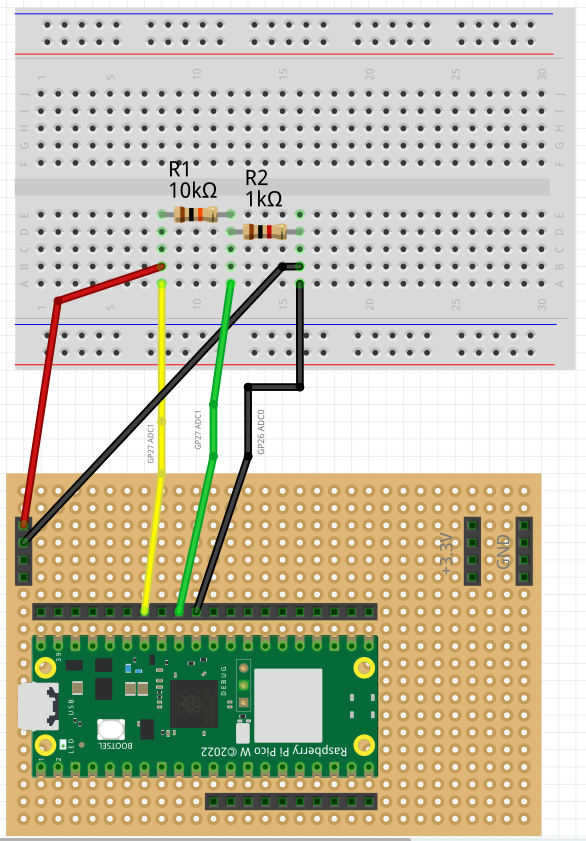 1 5 10 15 20 25 30
J J
I I
H H
G G
F F
R1
10kΩ
R2
1kΩ
E E
D D
C C
B B
A A
1 5 10 15 20 25 30
GP27 ADC1
GP27 ADC1
GP26 ADC0
+3.3V
GND
39
DEBUG
USB
BOOTSEL
LED
1 2
Raspberry Pi Pico W ©2022